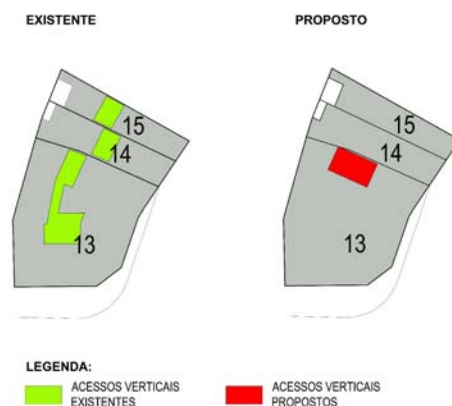 EXISTENTE
PROPOSTO
15
14
13
15
14
13
LEGENDA:
ACESSOS VERTICAIS
EXISTENTES
ACESSOS VERTICAIS
PROPOSTOS